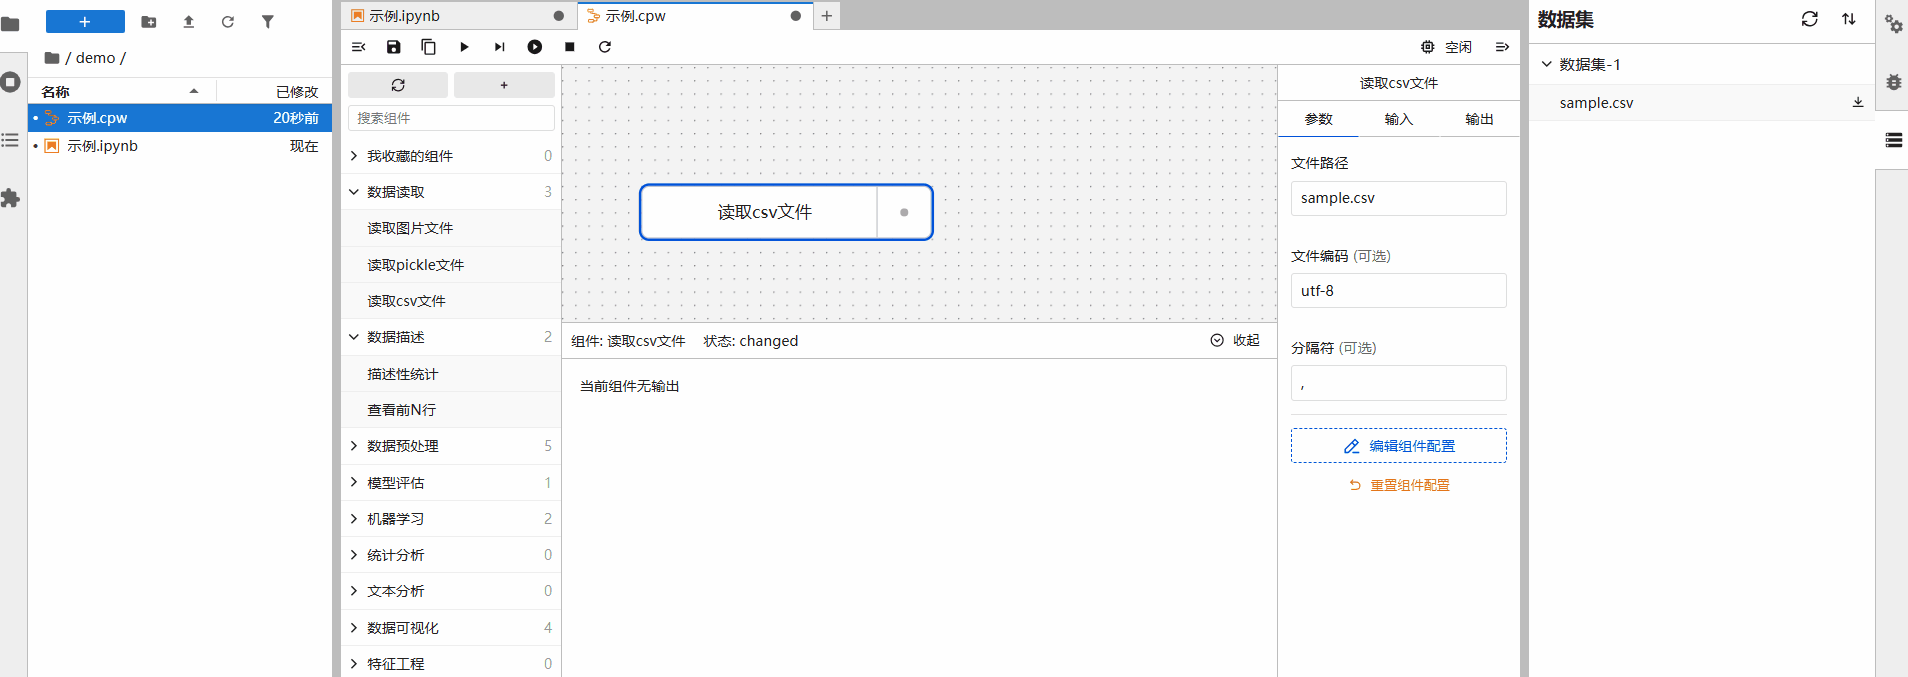 / demo /
名称
已修改
示例.cpw
20秒前
示例.ipynb
现在
示例.ipynb
示例.cpw
空闲
搜索组件
我收藏的组件
0
数据读取
3
读取图片文件
读取pickle文件
读取csv文件
数据描述
2
描述性统计
查看前N行
数据预处理
5
模型评估
1
机器学习
2
统计分析
0
文本分析
0
数据可视化
4
特征工程
0
读取csv文件
组件: 读取csv文件
状态: changed
收起
当前组件无输出
读取csv文件
参数
输入
输出
文件路径
sample.csv
文件编码 (可选)
utf-8
分隔符 (可选)
,
编辑组件配置
重置组件配置
数据集
数据集-1
sample.csv